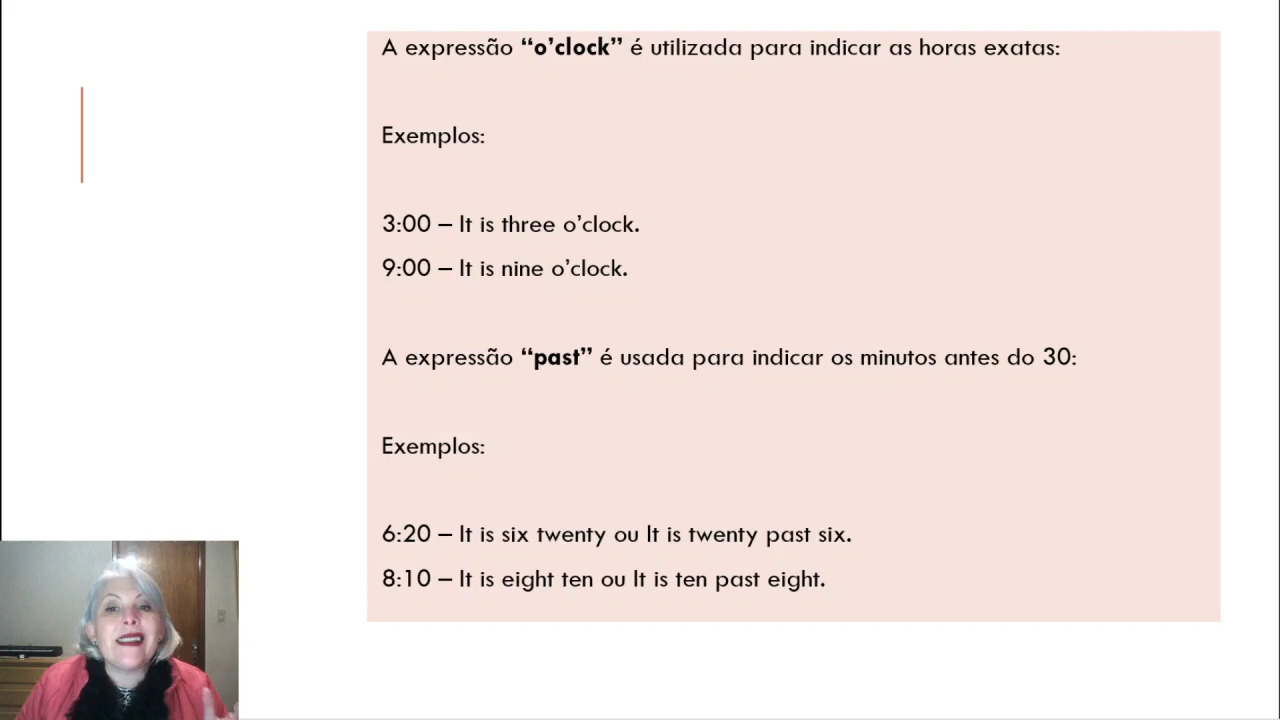 A expressão “o’clock” é utilizada para indicar as horas exatas:
Exemplos:
3:00 – It is three o’clock.
9:00 – It is nine o’clock.
A expressão “past” é usada para indicar os minutos antes do 30:
Exemplos:
6:20 – It is six twenty ou It is twenty past six.
8:10 – It is eight ten ou It is ten past eight.